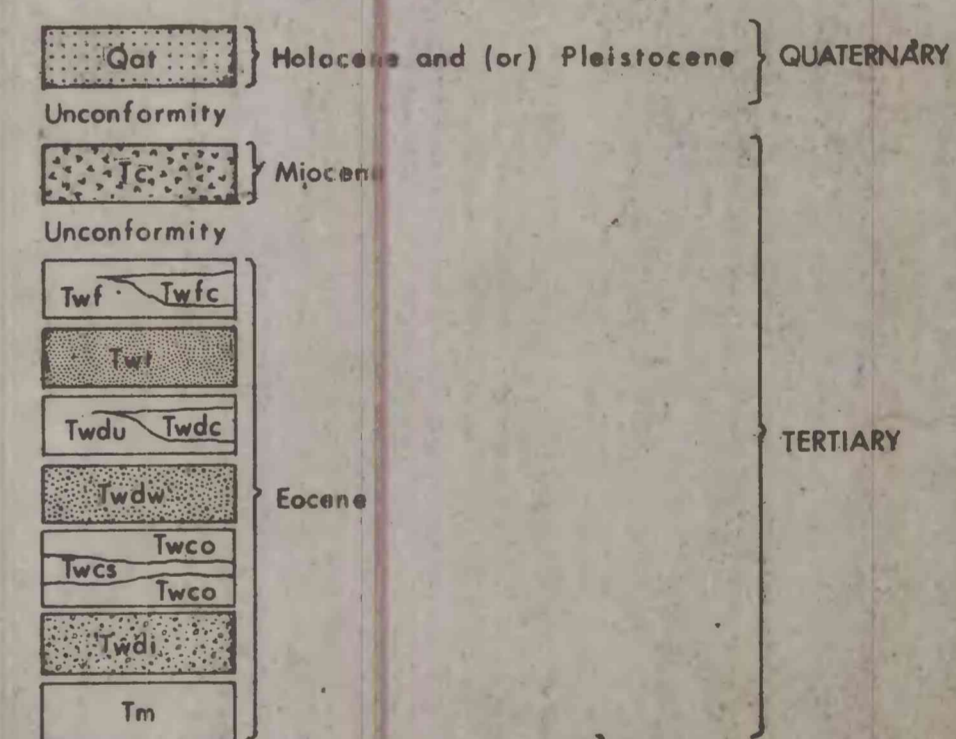 Qat Holocene and (or) Pleistocene QUATERNARY
Unconformity
Tc Miocene
Unconformity
Twf Twfc
Twt
Twdu Twdc
TERTIARY
Twdw
Eocene
Twco
Twcs
Twco
Twdi
Tm